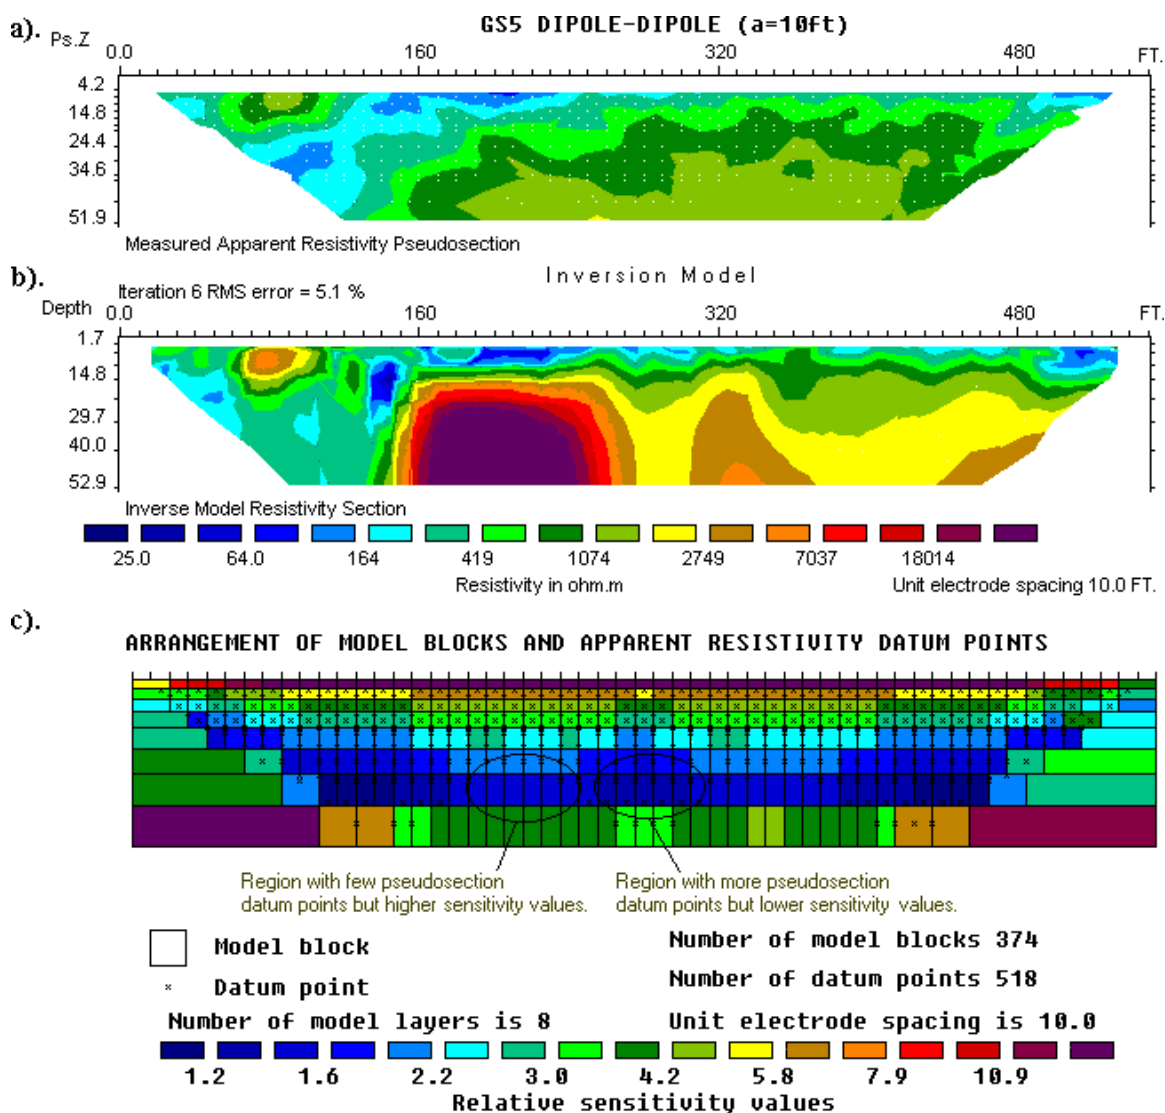 a).
GS5 DIPOLE-DIPOLE (a=10ft)
Ps.Z
0.0 160 320 480 FT.
4.2
14.8
24.4
34.6
51.9
Measured Apparent Resistivity Pseudosection
b).
Inversion Model
Iteration 6 RMS error = 5.1 %
Depth 0.0 160 320 480 FT.
1.7
14.8
29.7
40.0
52.9
Inverse Model Resistivity Section
25.0 64.0 164 419 1074 2749 7037 18014
Resistivity in ohm.m Unit electrode spacing 10.0 FT.
c).
ARRANGEMENT OF MODEL BLOCKS AND APPARENT RESISTIVITY DATUM POINTS
Region with few pseudosection
datum points but higher sensitivity values.
Region with more pseudosection
datum points but lower sensitivity values.
Model block
Number of model blocks 374
Datum point
Number of datum points 518
Number of model layers is 8
Unit electrode spacing is 10.0
1.2 1.6 2.2 3.0 4.2 5.8 7.9 10.9
Relative sensitivity values